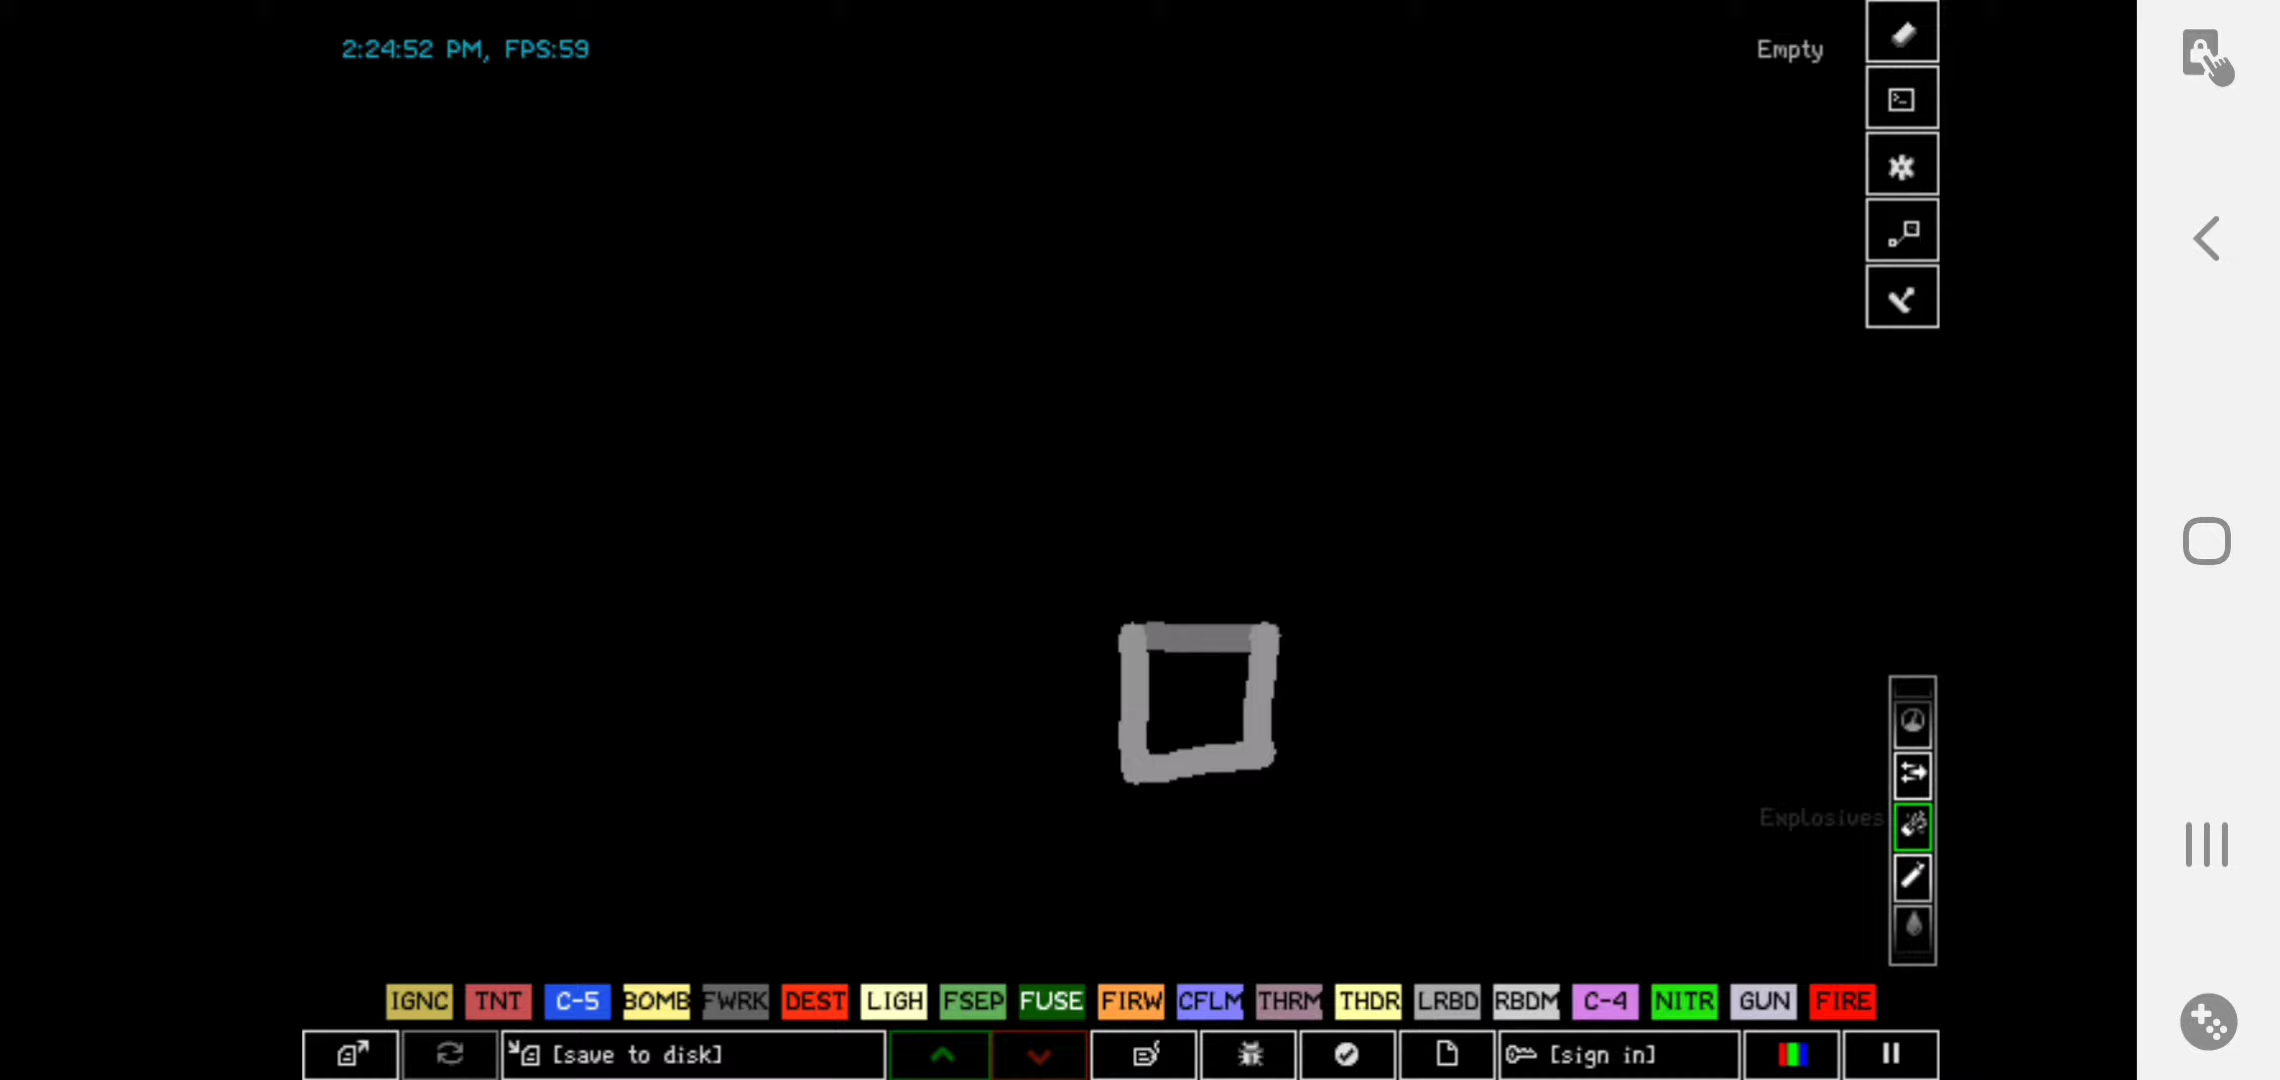 2:24:52 PM, FPS:59
Empty
Explosives
IGNC TNT C-5 BOMB FWRK DEST LIGH FSEP FUSE FIRW CFLM THRM THDR LRBD RBDM C-4 NITR GUN FIRE
[save to disk] [sign in]